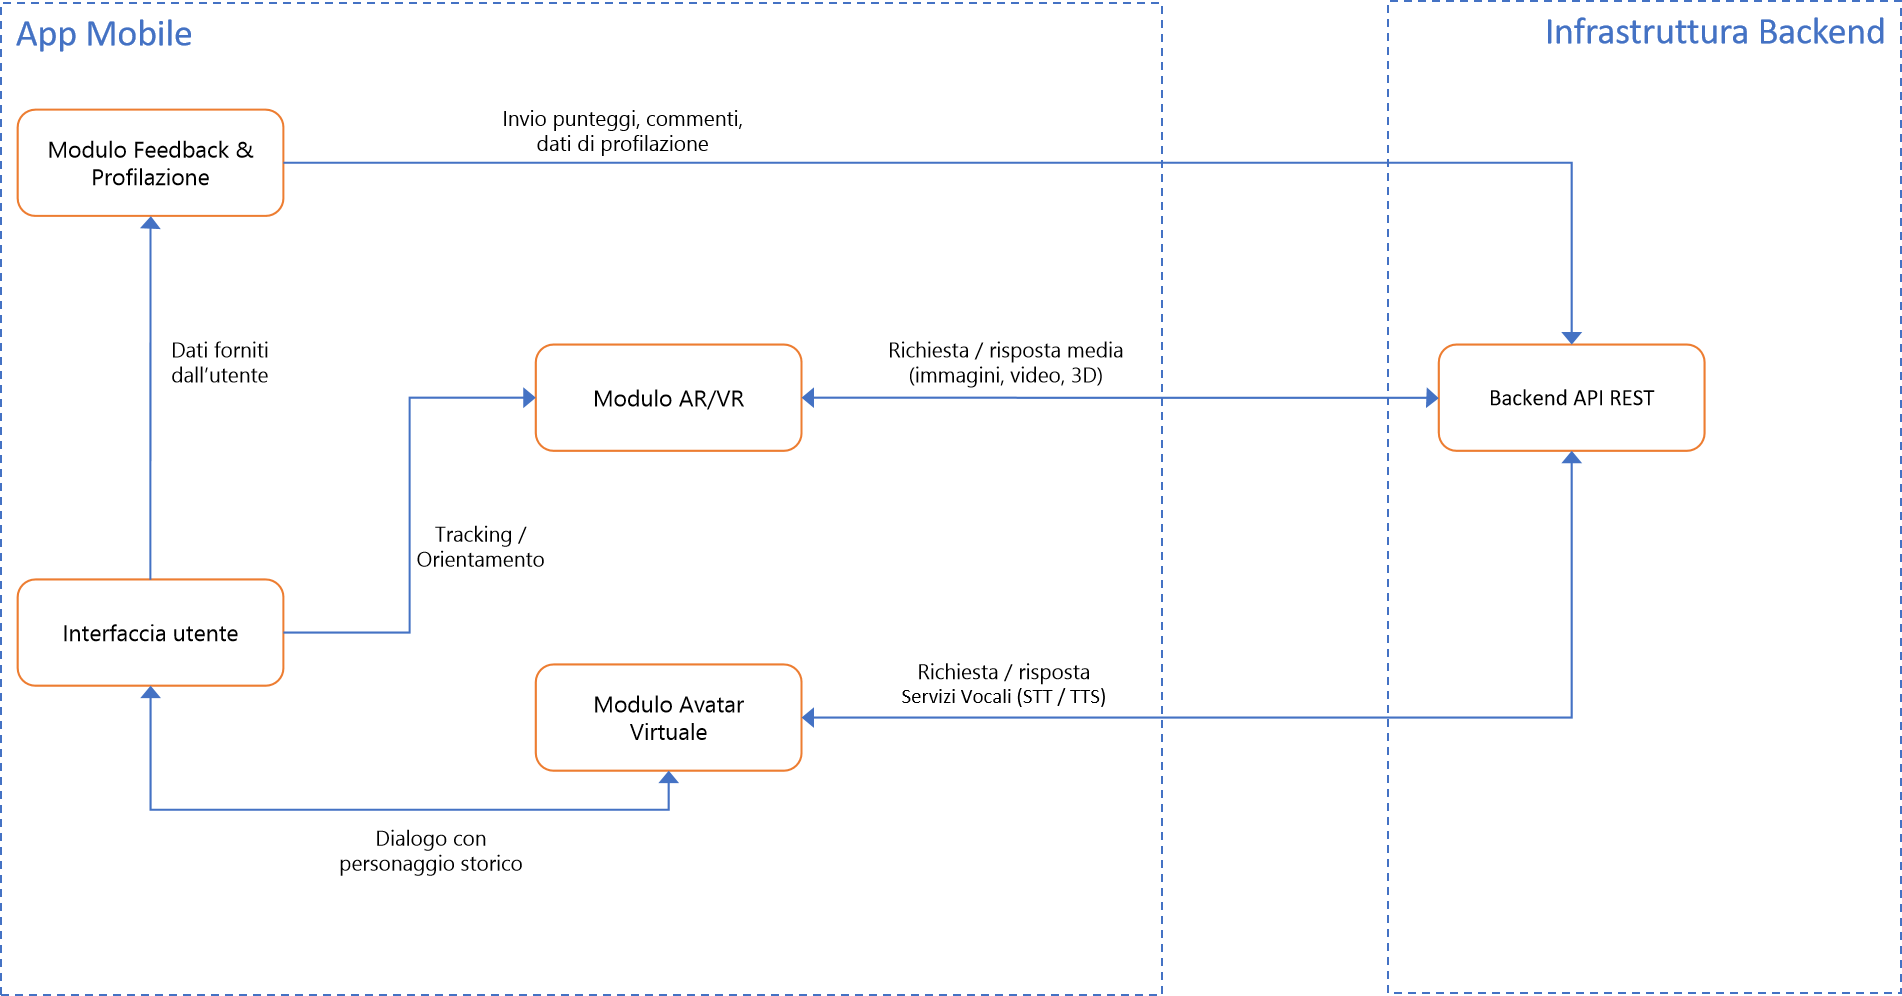 App Mobile
Infrastruttura Backend
Invio punteggi, commenti,
dati di profilazione
Modulo Feedback &
Profilazione
Dati forniti
dall'utente
Richiesta / risposta media
(immagini, video, 3D)
Modulo AR/VR
Backend API REST
Tracking /
Orientamento
Interfaccia utente
Richiesta / risposta
Servizi Vocali (STT / TTS)
Modulo Avatar
Virtuale
Dialogo con
personaggio storico